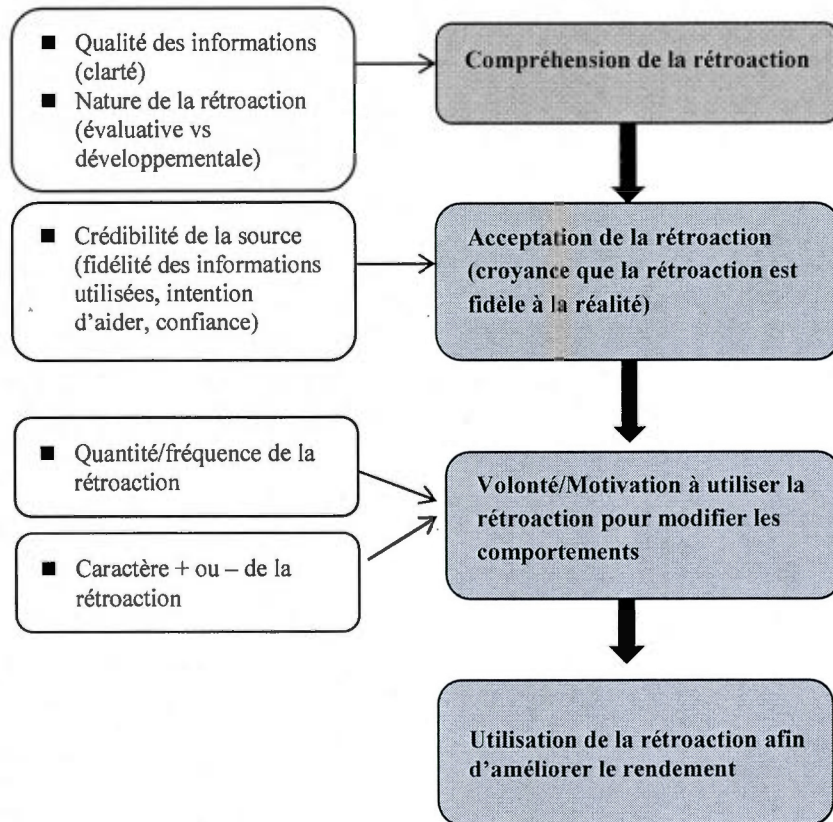 ■ Qualité des informations
(clarté)
■ Nature de la rétroaction
(évaluative vs
développementale)
Compréhension de la rétroaction
■ Crédibilité de la source
(fidélité des informations
utilisées, intention
d'aider, confiance)
Acceptation de la rétroaction
(croyance que la rétroaction est
fidèle à la réalité)
■ Quantité/fréquence de la
rétroaction
■ Caractère + ou – de la
rétroaction
Volonté/Motivation à utiliser la
rétroaction pour modifier les
comportements
Utilisation de la rétroaction afin
d'améliorer le rendement